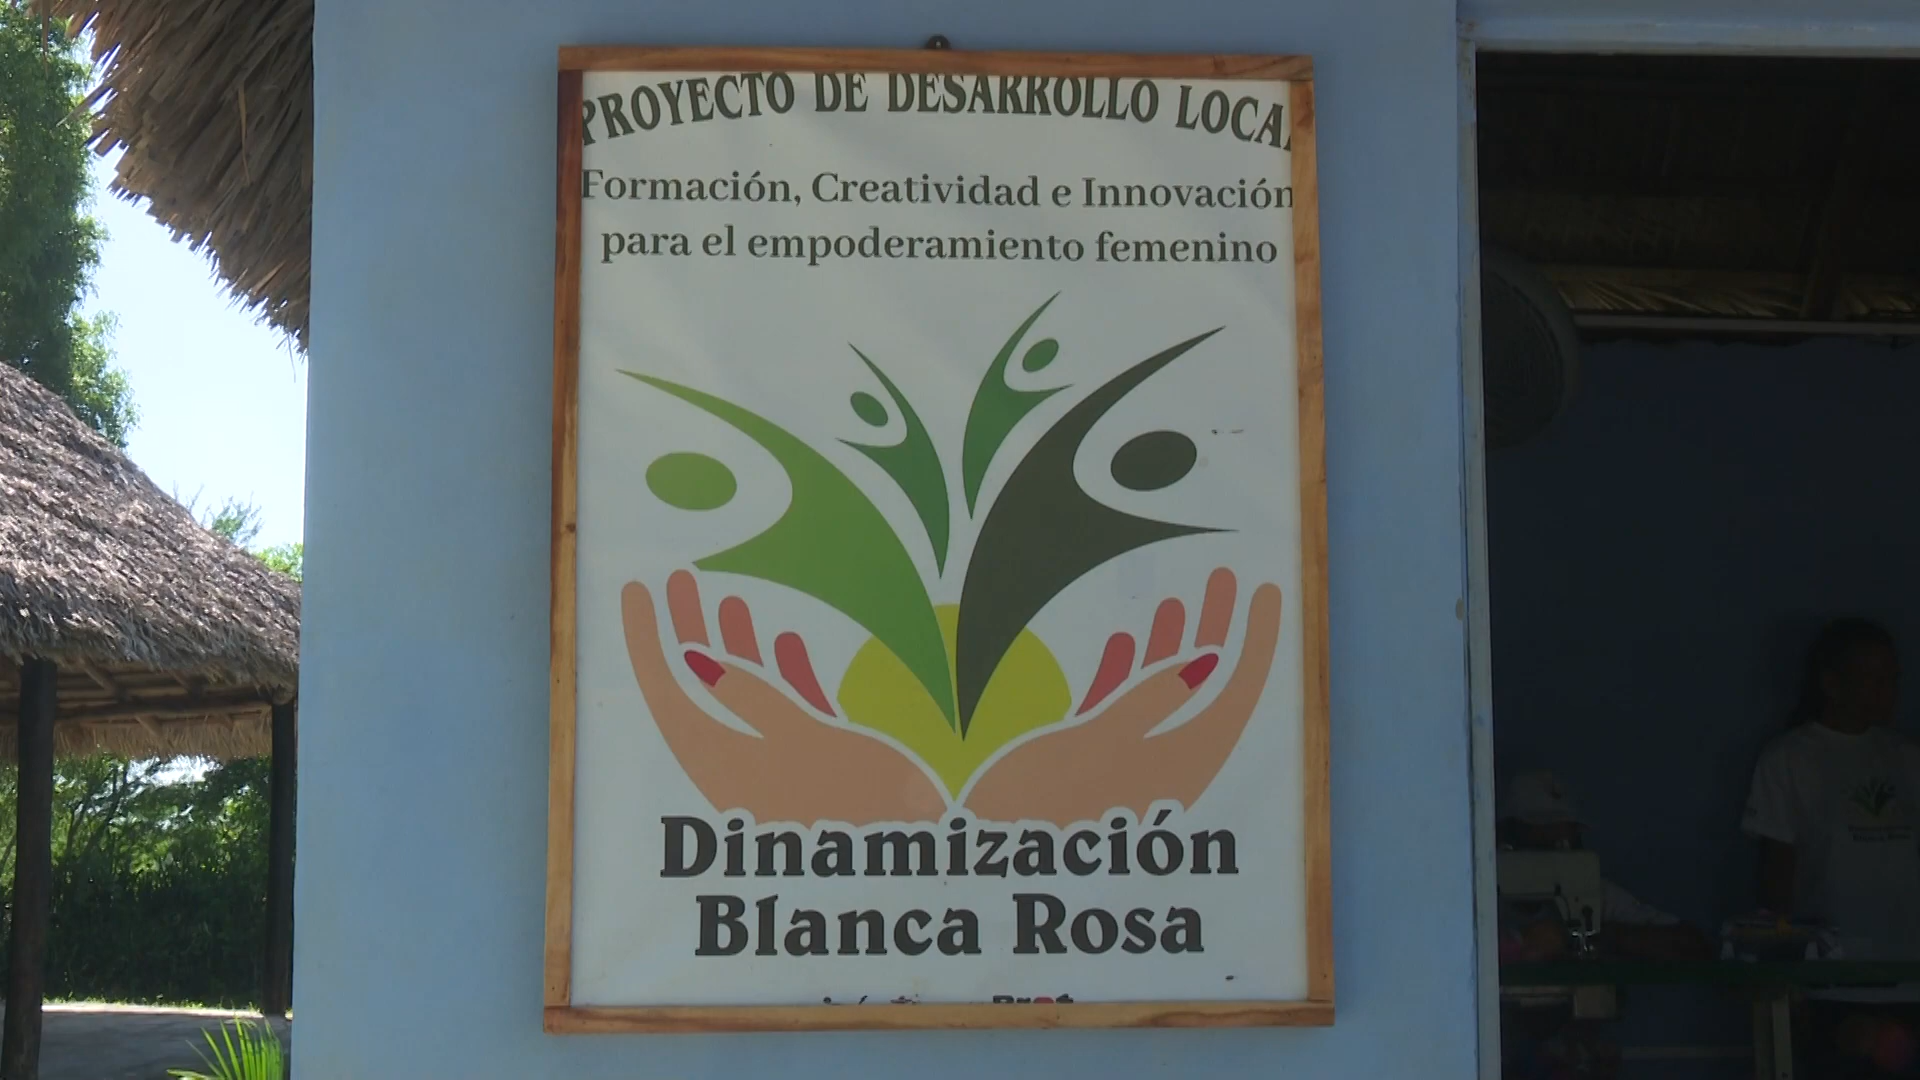 PROYECTO DE DESARROLLO LOCAL
Formación, Creatividad e Innovación
para el empoderamiento femenino
Dinamización
Blanca Rosa